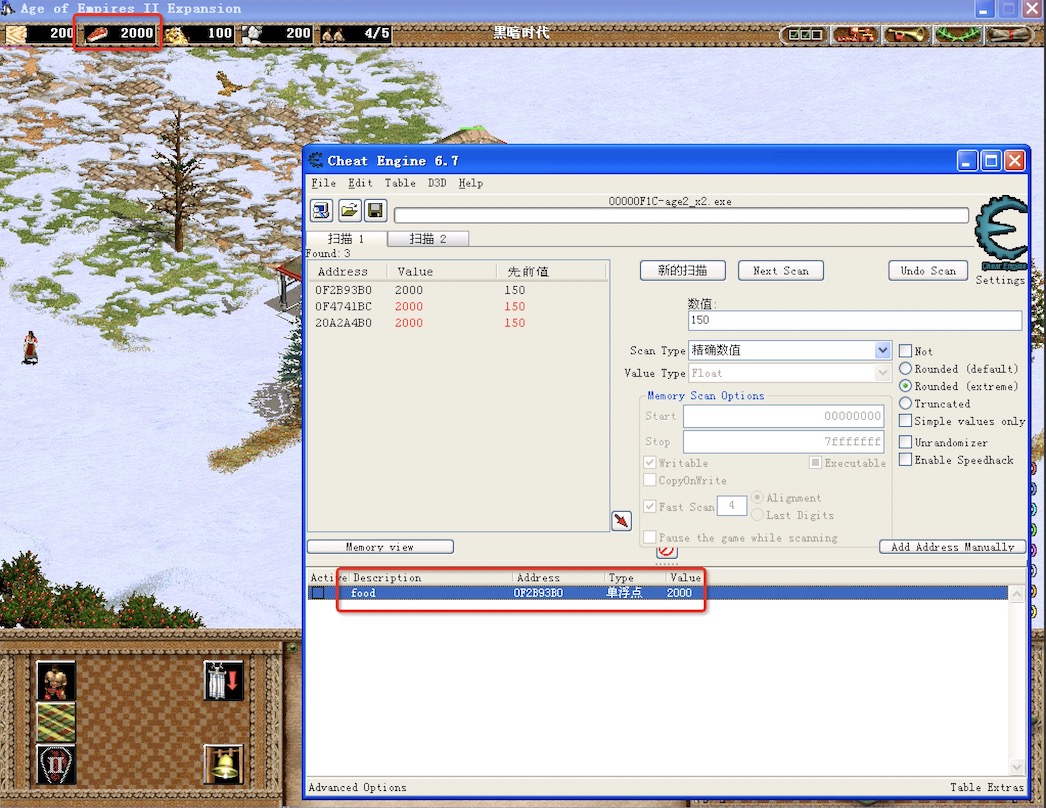 Age of Empires II Expansion
200 2000 100 200 4/5 黑暗时代
Cheat Engine 6.7
File Edit Table D3D Help
00000F1C-age2_x2.exe
扫描 1 扫描 2
Found: 3
Address Value 先前值
0F2B93B0 2000 150
0F4741BC 2000 150
20A2A4B0 2000 150
新的扫描 Next Scan Undo Scan
Cheat Engine
Settings
数值:
150
Scan Type 精确数值
Value Type Float
Not
Rounded (default)
Rounded (extreme)
Truncated
Simple values only
Unrandomizer
Enable Speedhack
Memory Scan Options
Start 00000000
Stop 7fffffff
Writable Executable
CopyOnWrite
Fast Scan 4 Alignment
Last Digits
Pause the game while scanning
Memory view Add Address Manually
Active Description Address Type Value
food 0F2B93B0 单浮点 2000
II
Advanced Options Table Extras